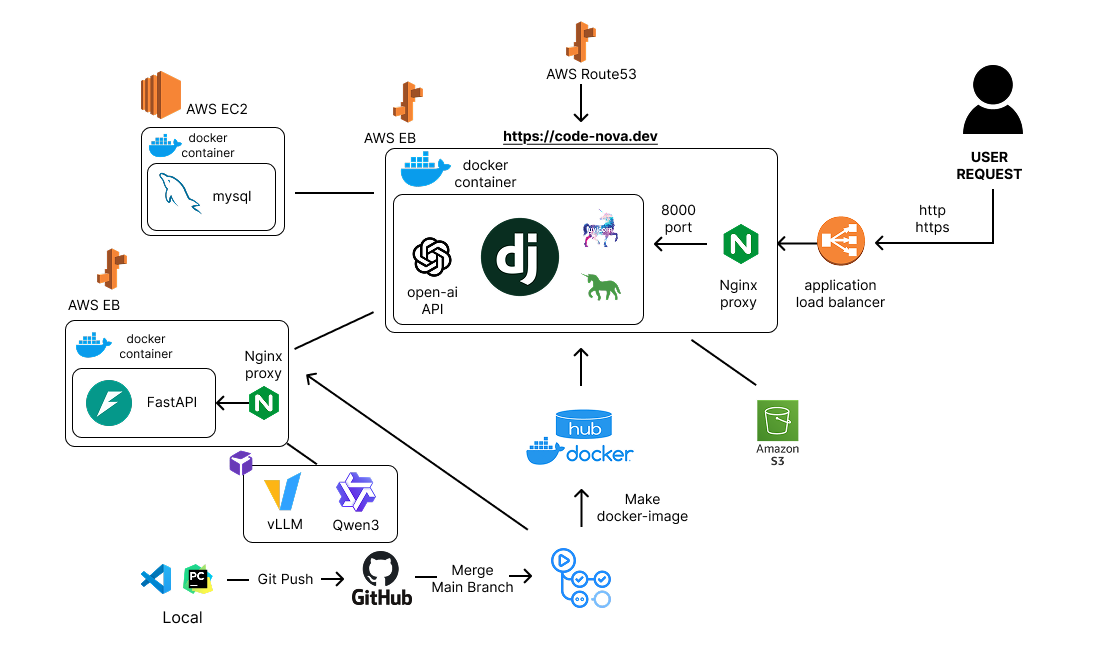 AWS Route53
AWS EC2
docker
container
mysql
AWS EB
https://code-nova.dev
docker
container
open-ai
API
dj
uvicorn
8000
port
N
Nginx
proxy
application
load balancer
http
https
USER
REQUEST
AWS EB
docker
container
FastAPI
Nginx
proxy
N
vLLM
Qwen3
hub
docker
Amazon
S3
Make
docker-image
PC
Local
Git Push
GitHub
Merge
Main Branch